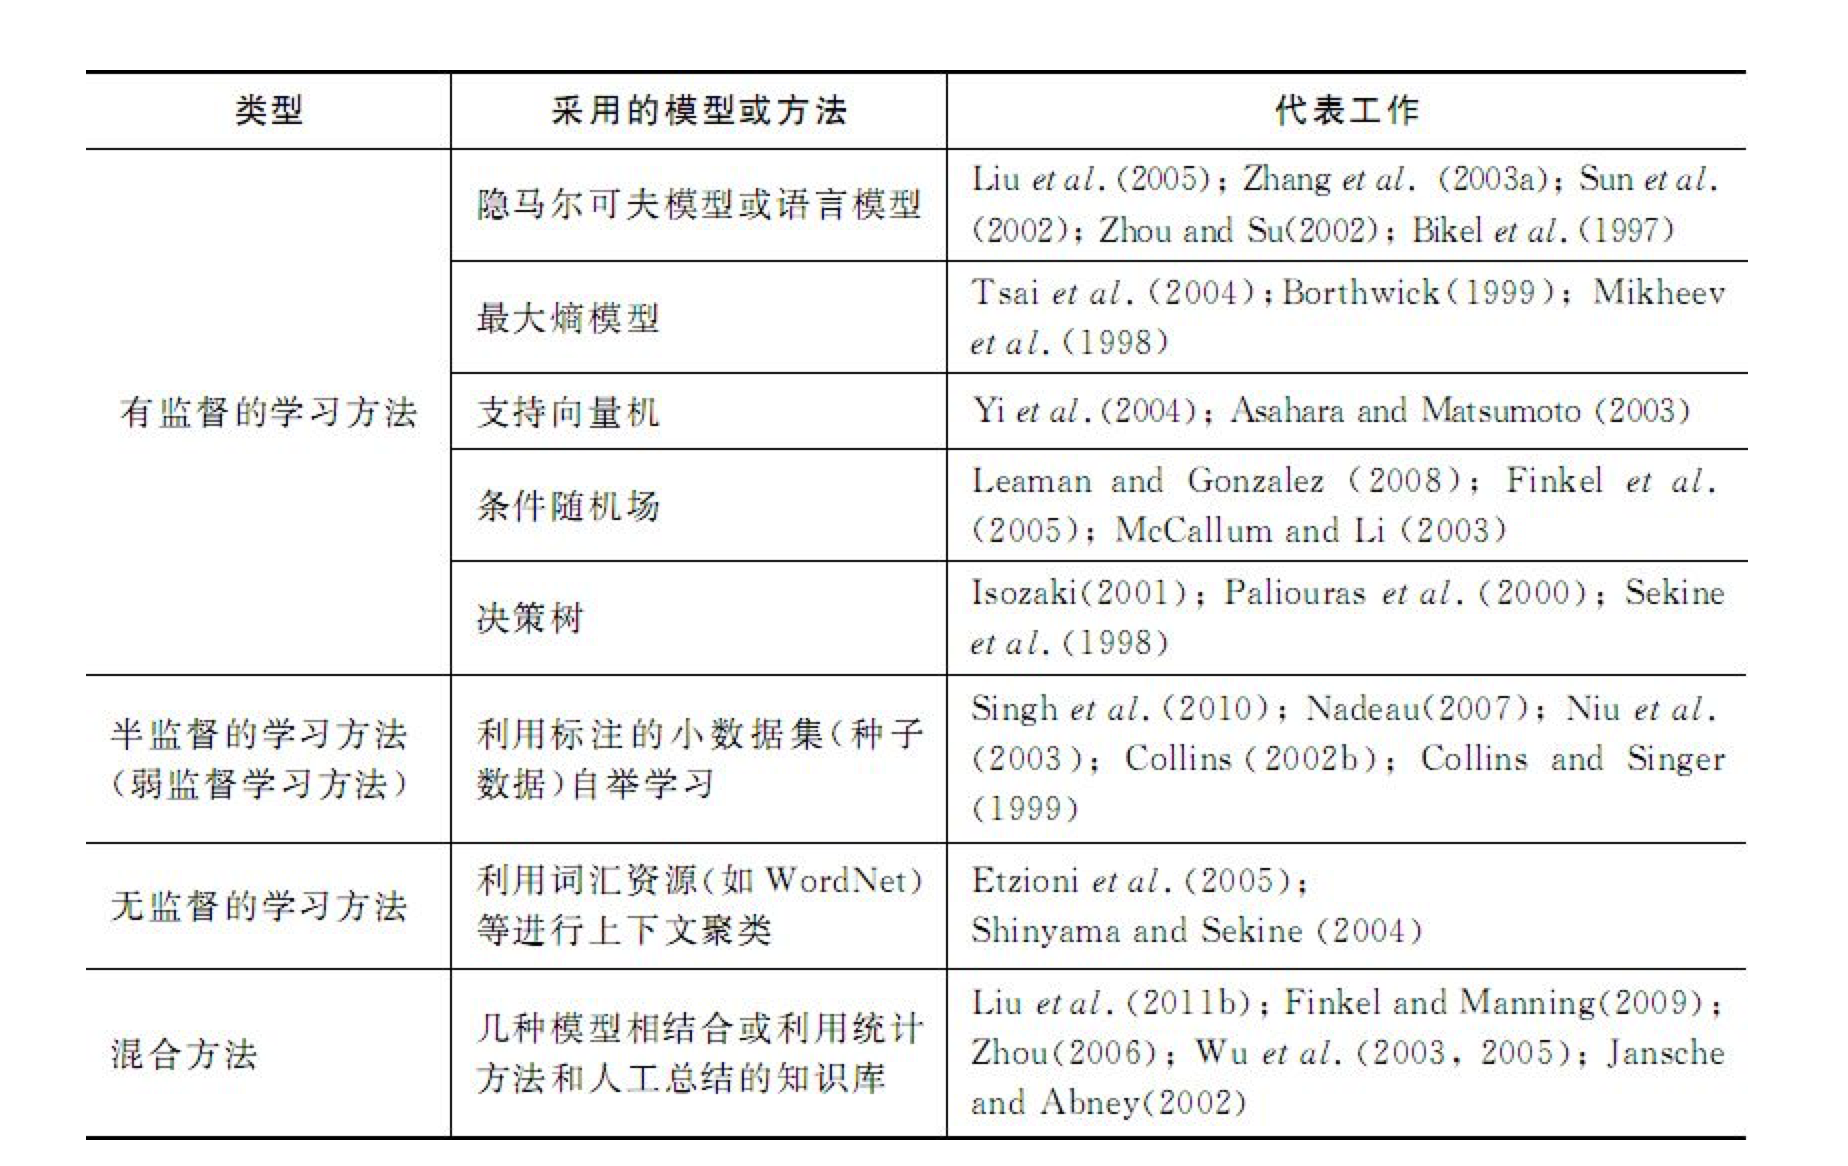 类型
采用的模型或方法
代表工作
有监督的学习方法
隐马尔可夫模型或语言模型
Liu et al. (2005); Zhang et al. (2003a); Sun et al.
(2002); Zhou and Su(2002); Bikel et al. (1997)
最大熵模型
Tsai et al. (2004);Borthwick(1999); Mikheev
et al. (1998)
支持向量机
Yi et al.(2004); Asahara and Matsumoto (2003)
条件随机场
Leaman and Gonzalez (2008); Finkel et al.
(2005); McCallum and Li (2003)
决策树
Isozaki(2001); Paliouras et al. (2000); Sekine
et al. (1998)
半监督的学习方法
(弱监督学习方法)
利用标注的小数据集(种子
数据)自举学习
Singh et al. (2010); Nadeau(2007); Niu et al.
(2003); Collins (2002b); Collins and Singer
(1999)
无监督的学习方法
利用词汇资源(如 WordNet)
等进行上下文聚类
Etzioni et al. (2005);
Shinyama and Sekine (2004)
混合方法
几种模型相结合或利用统计
方法和人工总结的知识库
Liu et al. (2011b); Finkel and Manning(2009);
Zhou(2006); Wu et al. (2003, 2005); Jansche
and Abney(2002)